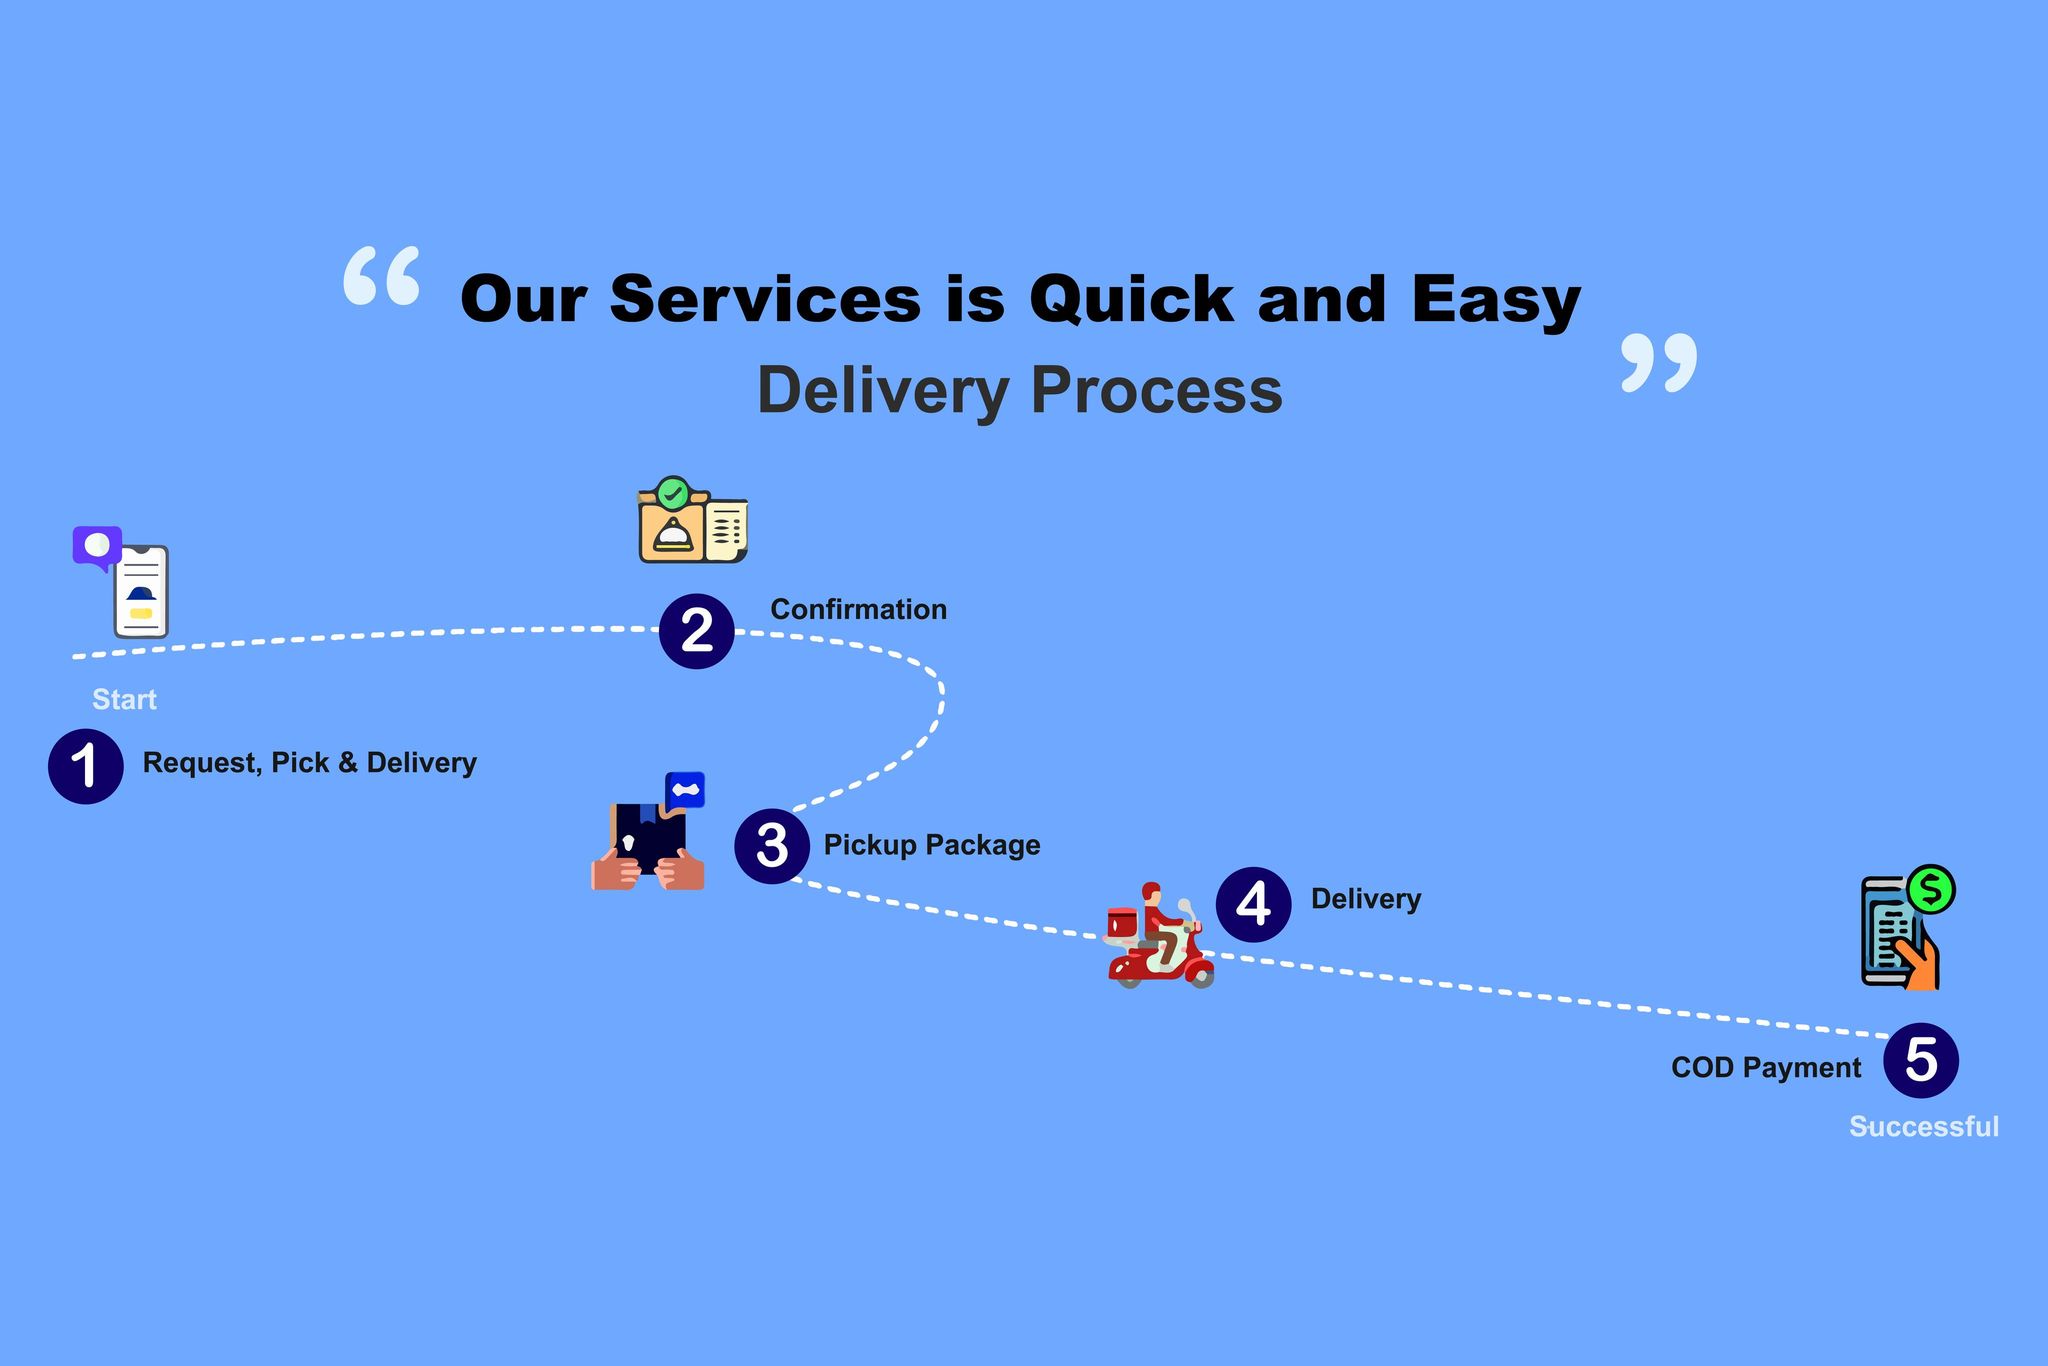 “ Our Services is Quick and Easy
Delivery Process ”
2 Confirmation
Start
1 Request, Pick & Delivery
3 Pickup Package
4 Delivery
$
COD Payment 5
Successful